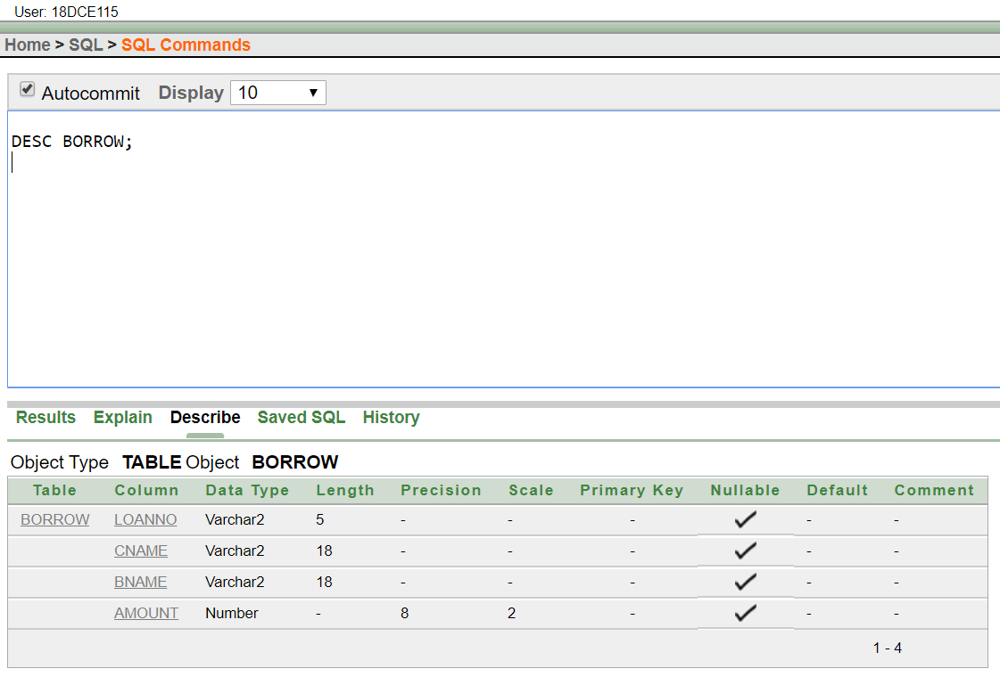 User: 18DCE115
Home > SQL > SQL Commands
Autocommit Display 10
DESC BORROW;
Results Explain Describe Saved SQL History
Object Type TABLE Object BORROW
Table Column Data Type Length Precision Scale Primary Key Nullable Default Comment
BORROW LOANNO Varchar2 5 - - - - -
CNAME Varchar2 18 - - - - -
BNAME Varchar2 18 - - - - -
AMOUNT Number - 8 2 - - -
1 - 4